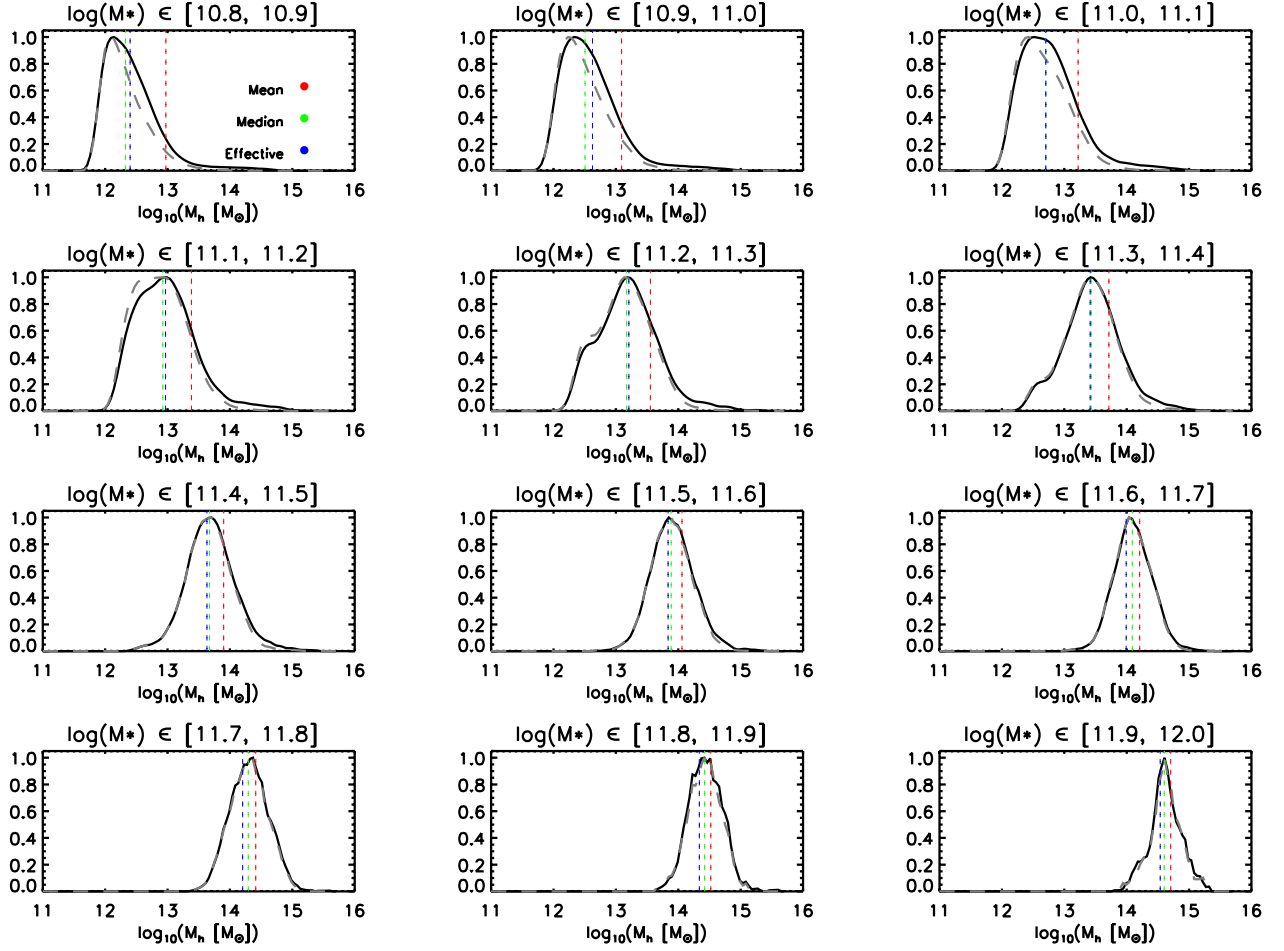 log(M*) ∈ [10.8, 10.9]
1.0
0.8
0.6
0.4
0.2
0.0
Mean
Median
Effective
11 12 13 14 15 16
log₁₀(Mₕ [M⊙])
log(M*) ∈ [10.9, 11.0]
1.0
0.8
0.6
0.4
0.2
0.0
11 12 13 14 15 16
log₁₀(Mₕ [M⊙])
log(M*) ∈ [11.0, 11.1]
1.0
0.8
0.6
0.4
0.2
0.0
11 12 13 14 15 16
log₁₀(Mₕ [M⊙])
log(M*) ∈ [11.1, 11.2]
1.0
0.8
0.6
0.4
0.2
0.0
11 12 13 14 15 16
log₁₀(Mₕ [M⊙])
log(M*) ∈ [11.2, 11.3]
1.0
0.8
0.6
0.4
0.2
0.0
11 12 13 14 15 16
log₁₀(Mₕ [M⊙])
log(M*) ∈ [11.3, 11.4]
1.0
0.8
0.6
0.4
0.2
0.0
11 12 13 14 15 16
log₁₀(Mₕ [M⊙])
log(M*) ∈ [11.4, 11.5]
1.0
0.8
0.6
0.4
0.2
0.0
11 12 13 14 15 16
log₁₀(Mₕ [M⊙])
log(M*) ∈ [11.5, 11.6]
1.0
0.8
0.6
0.4
0.2
0.0
11 12 13 14 15 16
log₁₀(Mₕ [M⊙])
log(M*) ∈ [11.6, 11.7]
1.0
0.8
0.6
0.4
0.2
0.0
11 12 13 14 15 16
log₁₀(Mₕ [M⊙])
log(M*) ∈ [11.7, 11.8]
1.0
0.8
0.6
0.4
0.2
0.0
11 12 13 14 15 16
log₁₀(Mₕ [M⊙])
log(M*) ∈ [11.8, 11.9]
1.0
0.8
0.6
0.4
0.2
0.0
11 12 13 14 15 16
log₁₀(Mₕ [M⊙])
log(M*) ∈ [11.9, 12.0]
1.0
0.8
0.6
0.4
0.2
0.0
11 12 13 14 15 16
log₁₀(Mₕ [M⊙])